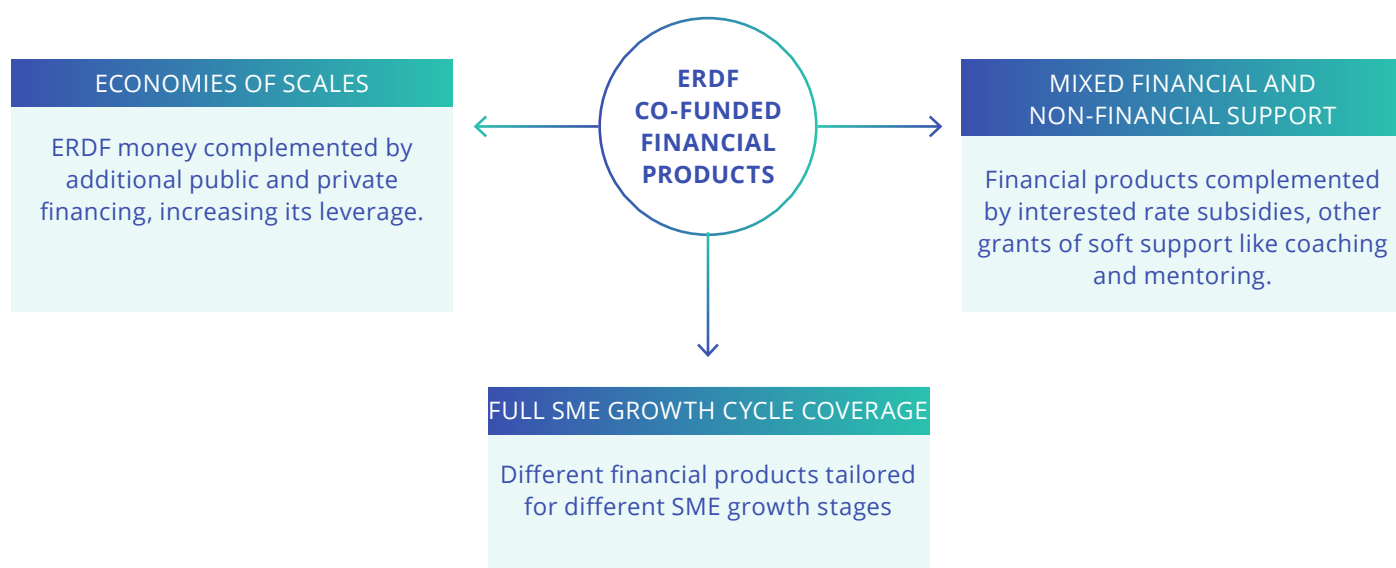 ERDF
CO-FUNDED
FINANCIAL
PRODUCTS
ECONOMIES OF SCALES
ERDF money complemented by
additional public and private
financing, increasing its leverage.
MIXED FINANCIAL AND
NON-FINANCIAL SUPPORT
Financial products complemented
by interested rate subsidies, other
grants of soft support like coaching
and mentoring.
FULL SME GROWTH CYCLE COVERAGE
Different financial products tailored
for different SME growth stages